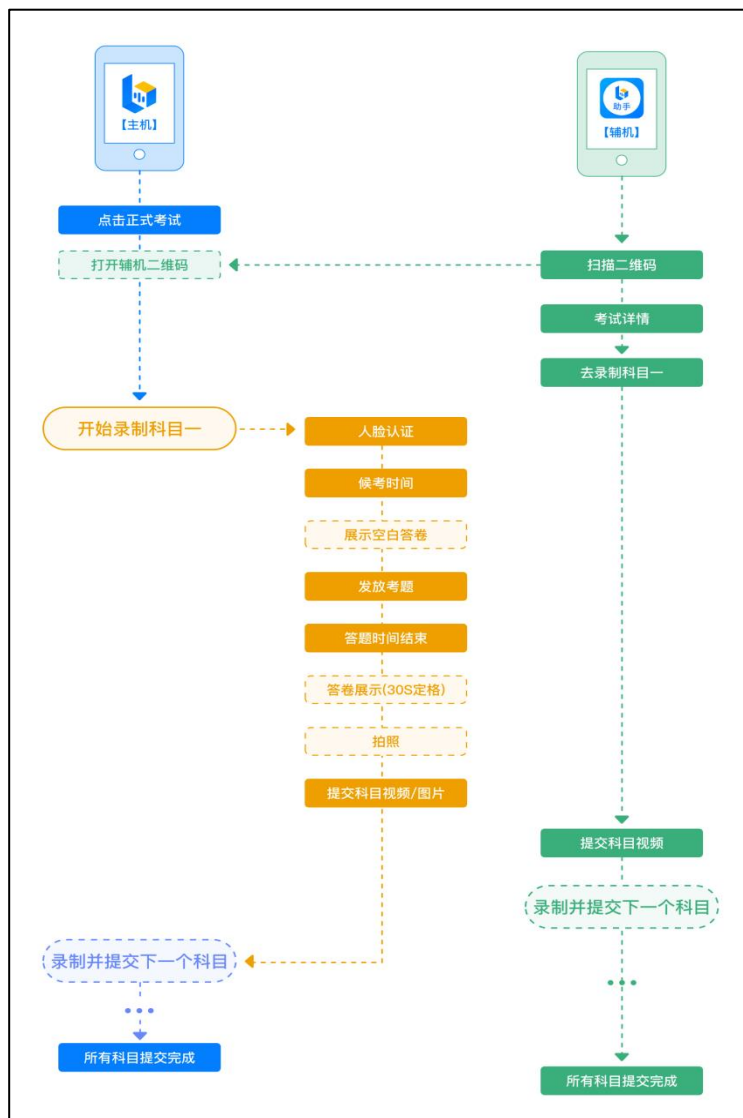 【主机】
助手
【辅机】
点击正式考试
打开辅机二维码
扫描二维码
考试详情
去录制科目一
开始录制科目一
人脸认证
候考时间
展示空白答卷
发放考题
答题时间结束
答卷展示(30S定格)
拍照
提交科目视频/图片
提交科目视频
录制并提交下一个科目
录制并提交下一个科目
所有科目提交完成
所有科目提交完成